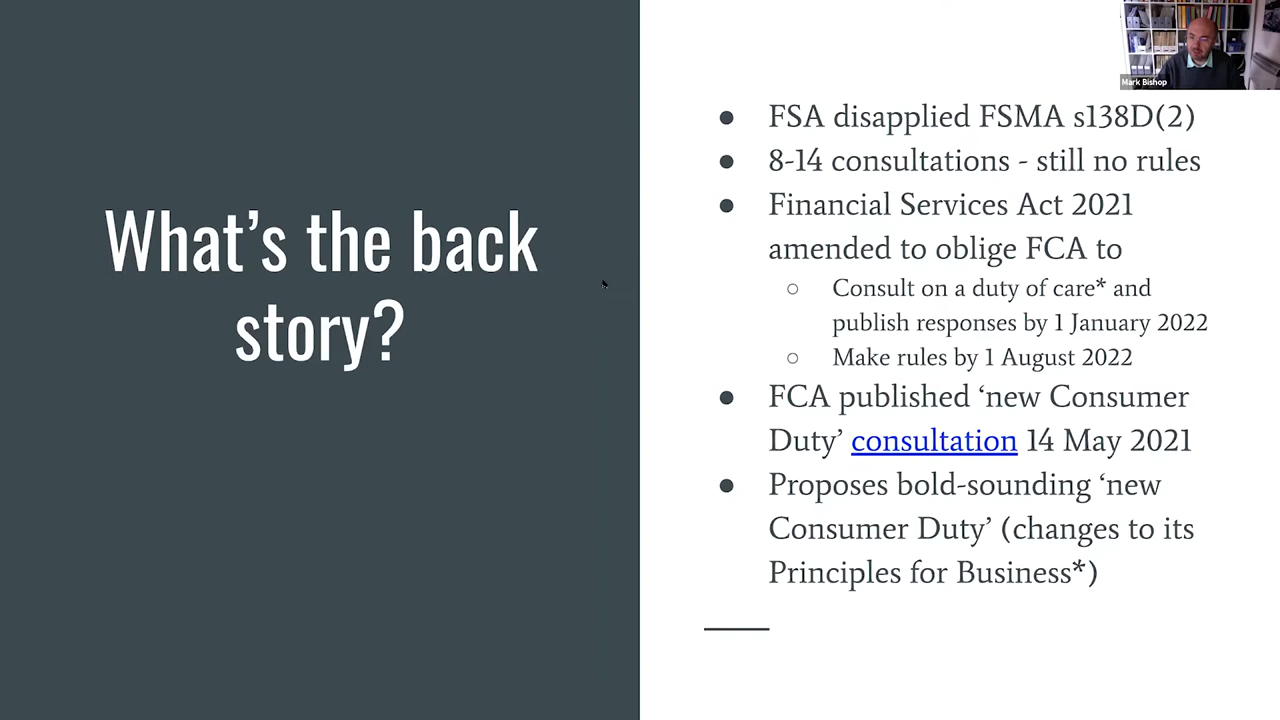 Mark Bishop
What's the back
story?
● FSA disapplied FSMA s138D(2)
● 8-14 consultations - still no rules
● Financial Services Act 2021
amended to oblige FCA to
○ Consult on a duty of care* and
publish responses by 1 January 2022
○ Make rules by 1 August 2022
● FCA published ‘new Consumer
Duty’ consultation 14 May 2021
● Proposes bold-sounding ‘new
Consumer Duty’ (changes to its
Principles for Business*)